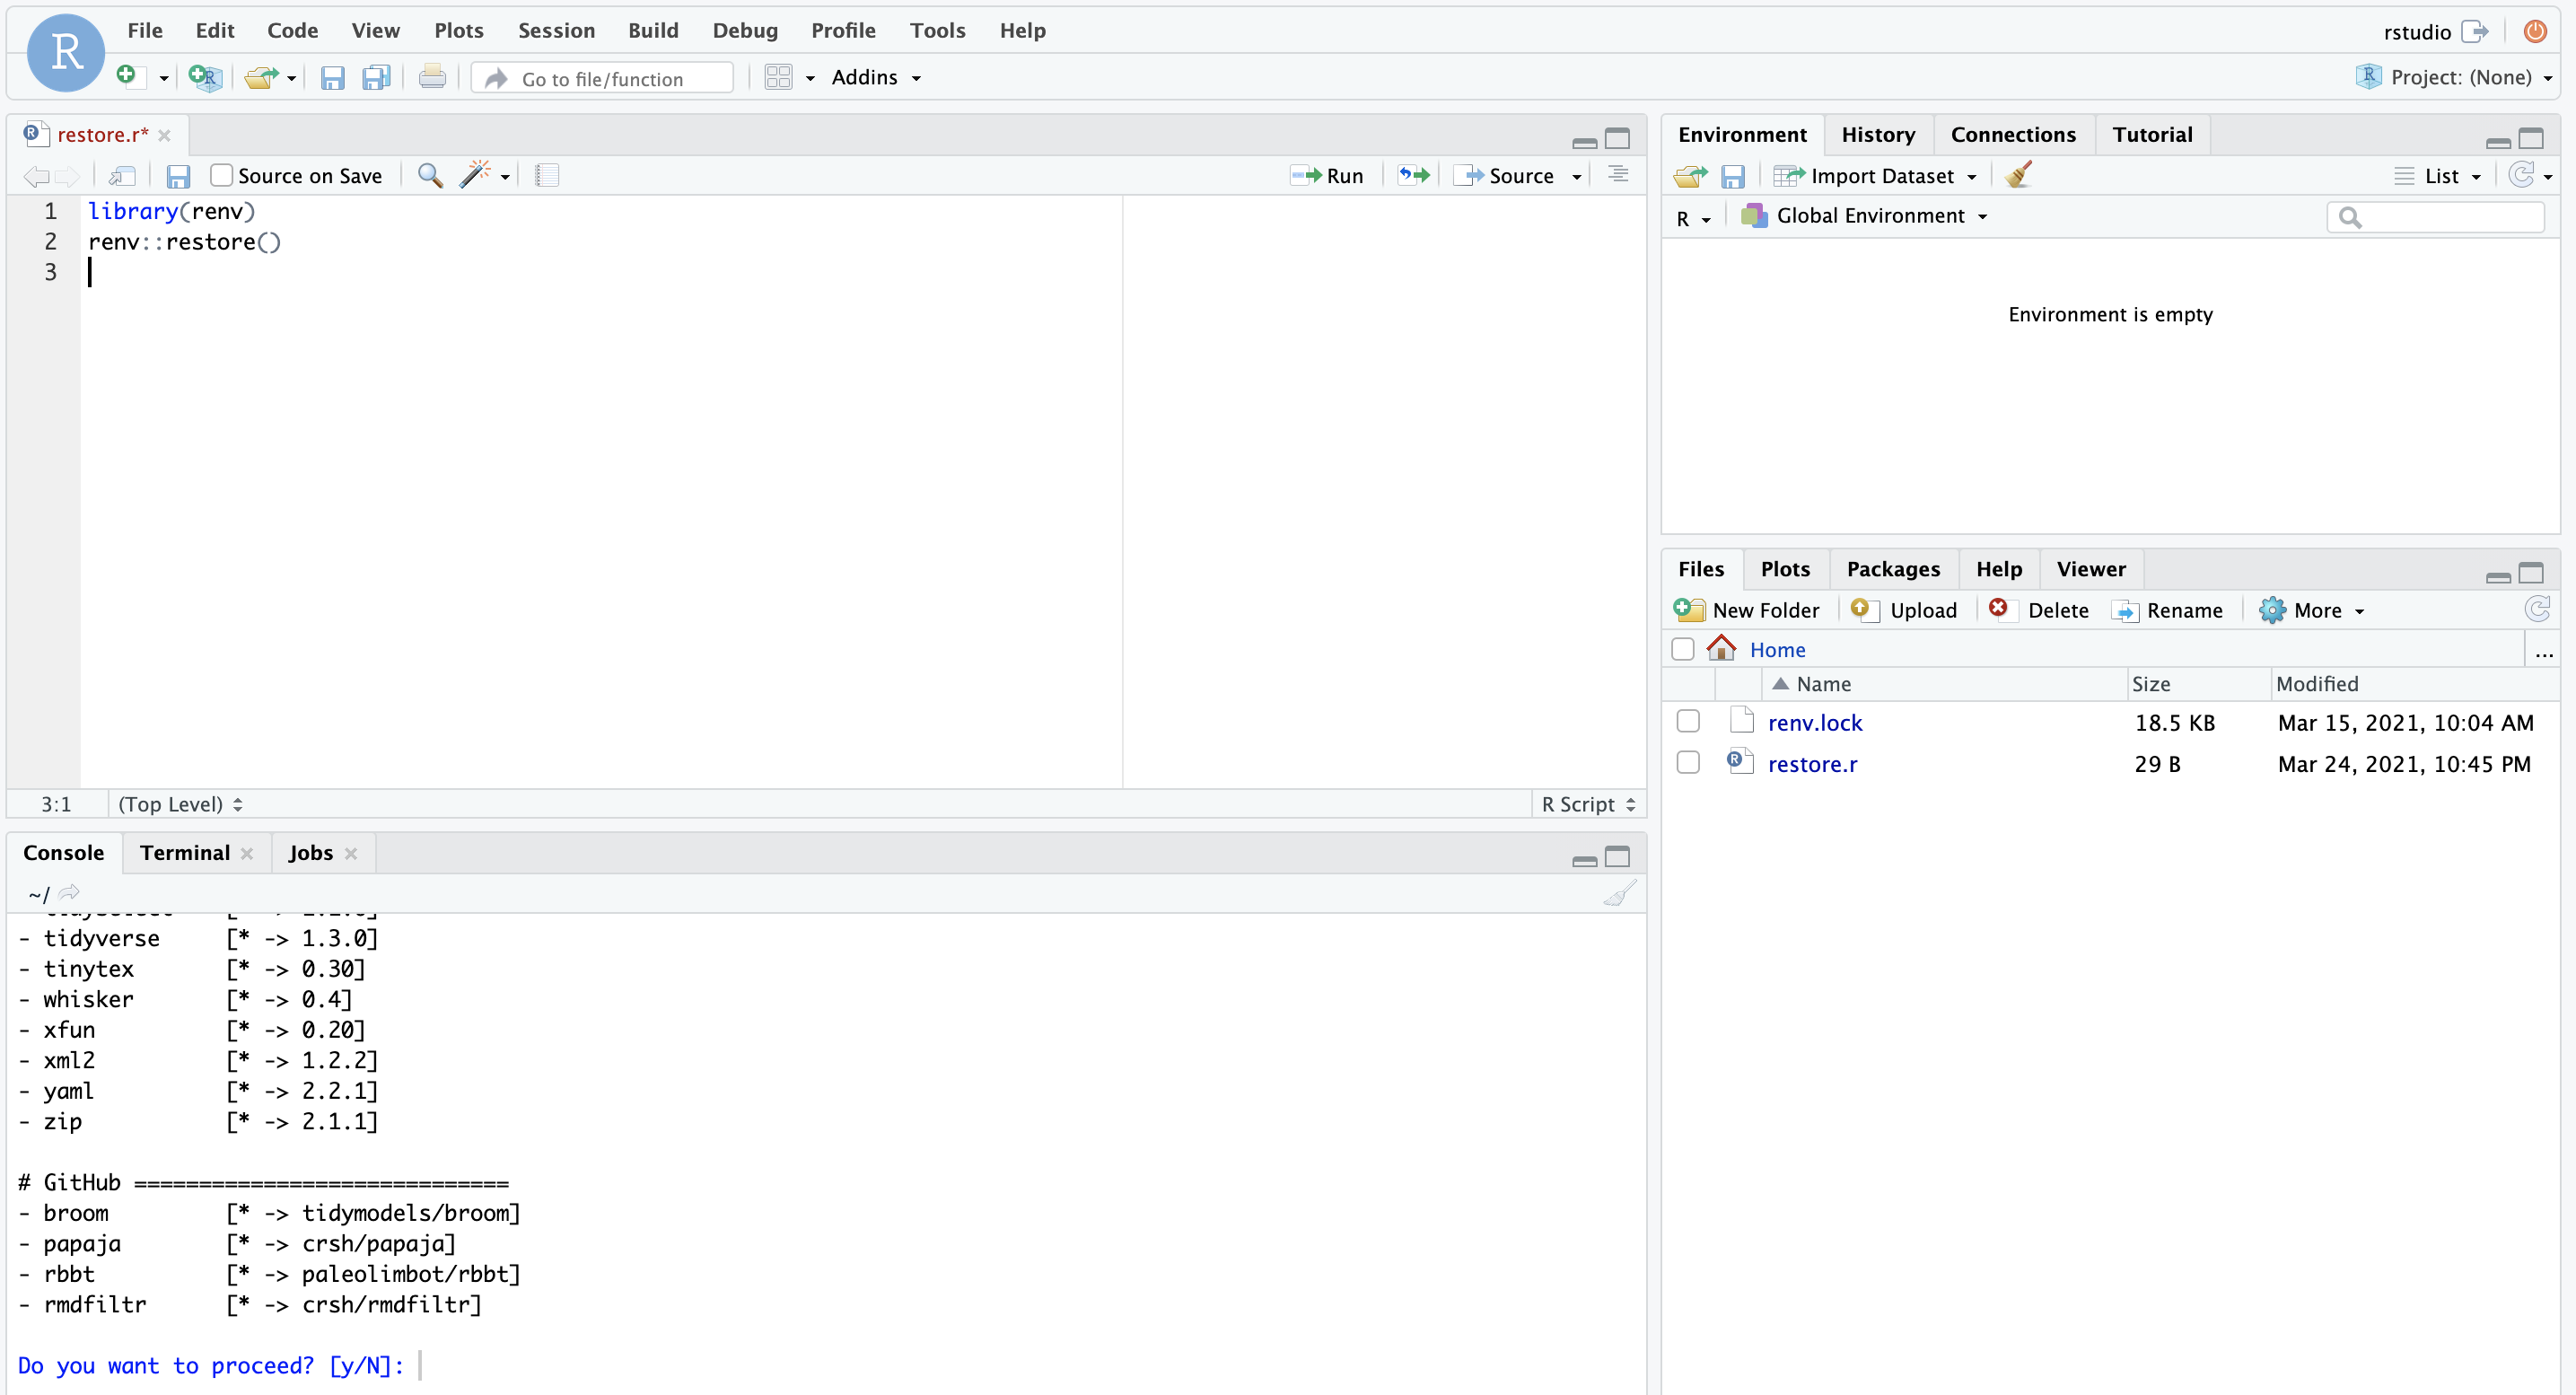 R
File Edit Code View Plots Session Build Debug Profile Tools Help
rstudio
Go to file/function
Addins
Project: (None)
restore.r*
Source on Save
Run
Source
1 library(renv)
2 renv::restore()
3
3:1 (Top Level)
R Script
Console Terminal Jobs
~/
- tidyverse [* -> 1.3.0]
- tinytex [* -> 0.30]
- whisker [* -> 0.4]
- xfun [* -> 0.20]
- xml2 [* -> 1.2.2]
- yaml [* -> 2.2.1]
- zip [* -> 2.1.1]
# GitHub =============================
- broom [* -> tidymodels/broom]
- papaja [* -> crsh/papaja]
- rbbt [* -> paleolimbot/rbbt]
- rmdfiltr [* -> crsh/rmdfiltr]
Do you want to proceed? [y/N]:
Environment History Connections Tutorial
Import Dataset
List
R Global Environment
Environment is empty
Files Plots Packages Help Viewer
New Folder Upload Delete Rename More
Home ...
Name Size Modified
renv.lock 18.5 KB Mar 15, 2021, 10:04 AM
restore.r 29 B Mar 24, 2021, 10:45 PM